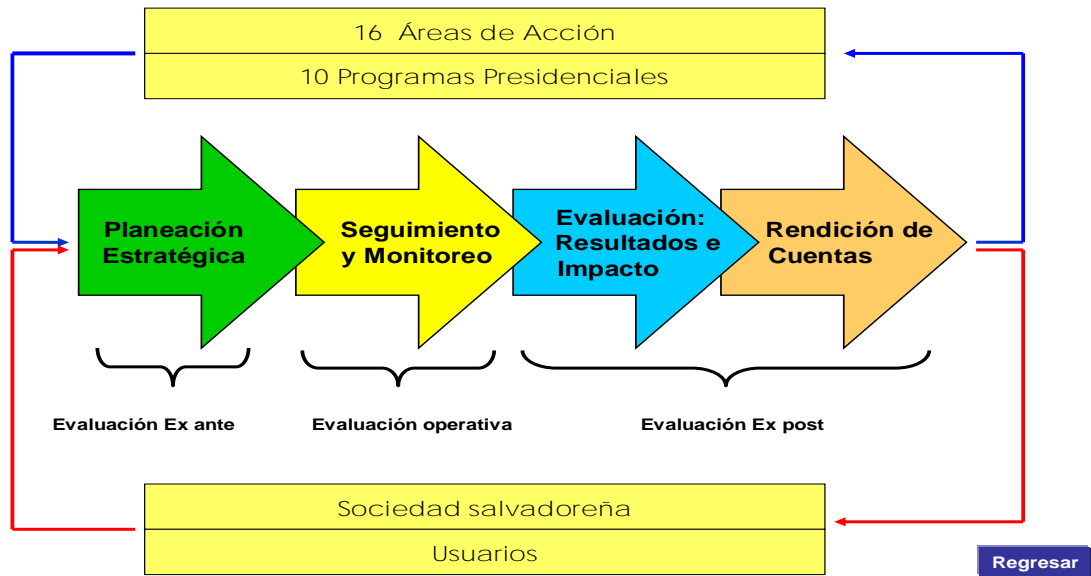 16 Áreas de Acción
10 Programas Presidenciales
Planeación
Estratégica
Seguimiento
y Monitoreo
Evaluación:
Resultados e
Impacto
Rendición de
Cuentas
Evaluación Ex ante
Evaluación operativa
Evaluación Ex post
Sociedad salvadoreña
Usuarios
Regresar